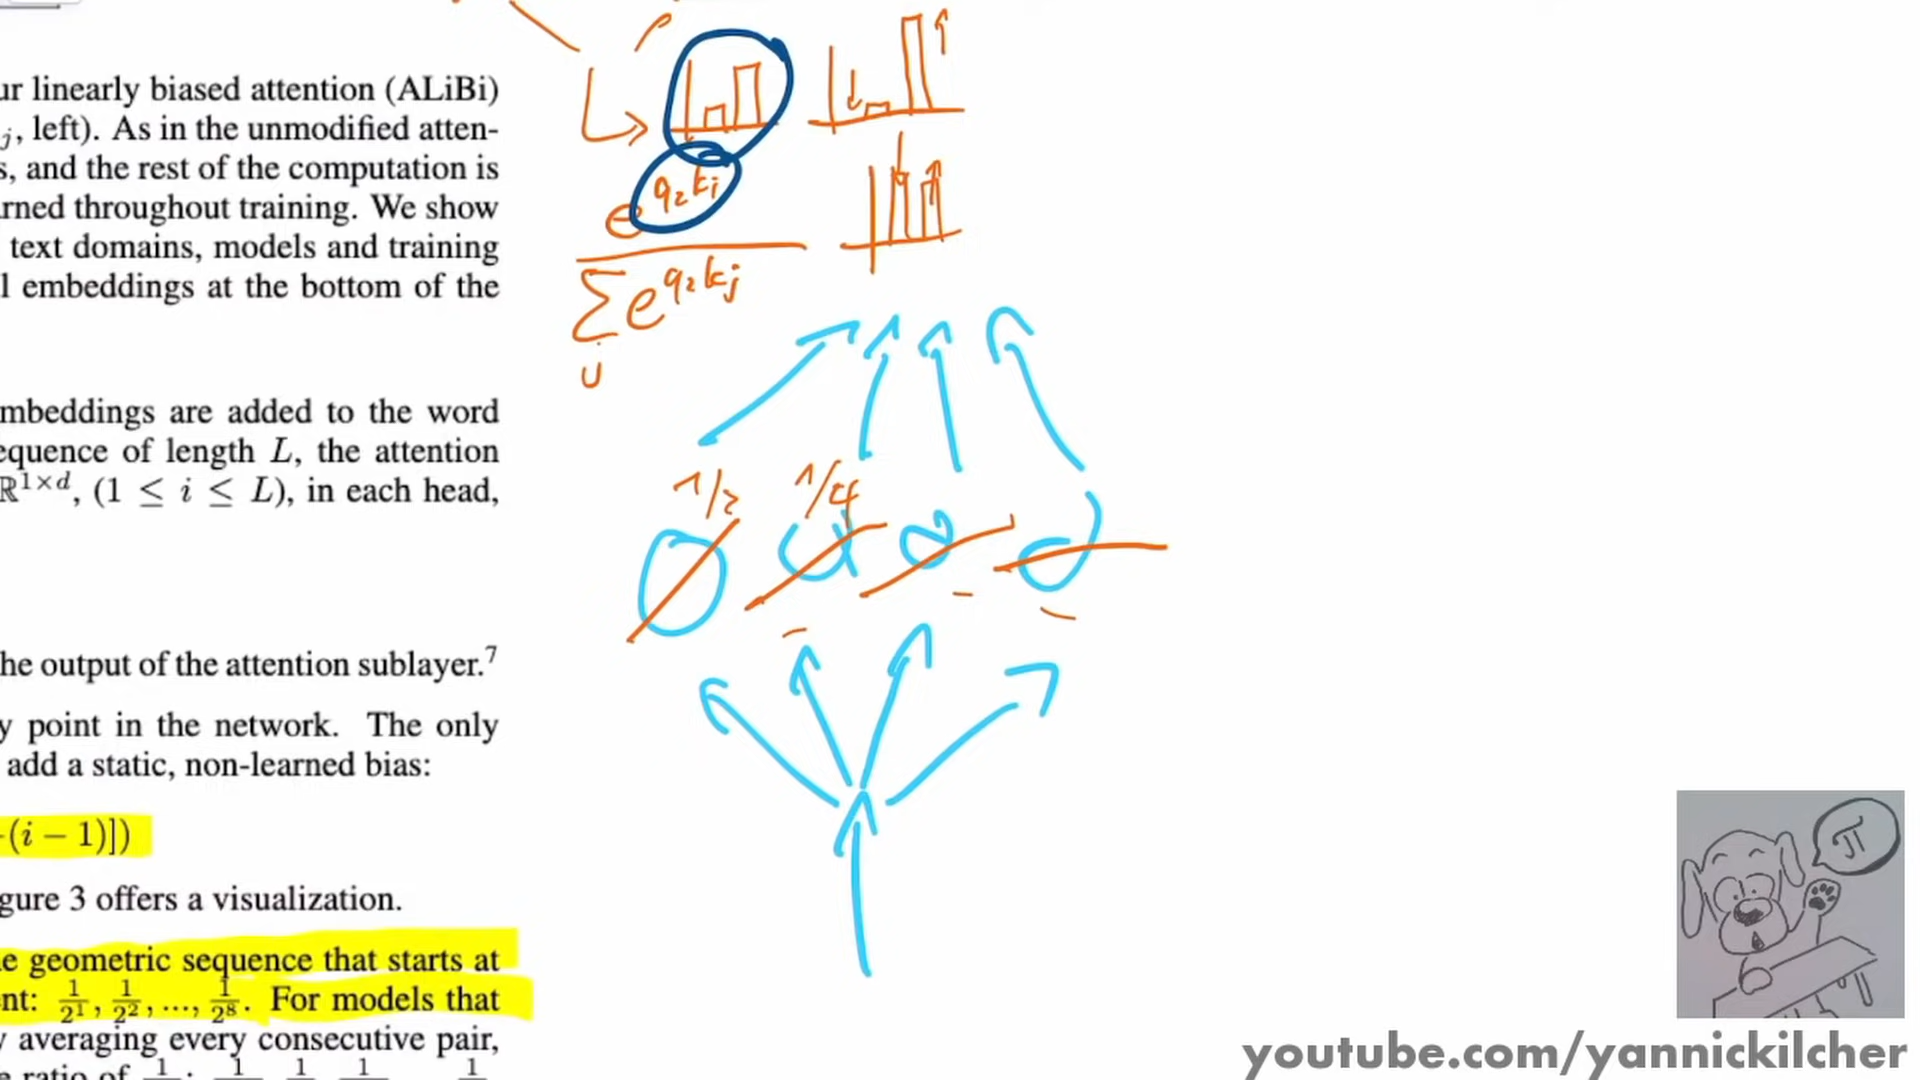 ur linearly biased attention (ALiBi)
j, left). As in the unmodified atten-
s, and the rest of the computation is
rned throughout training. We show
text domains, models and training
l embeddings at the bottom of the
mbeddings are added to the word
equence of length L, the attention
ℝ¹ˣᵈ, (1 ≤ i ≤ L), in each head,
he output of the attention sublayer.⁷
y point in the network. The only
add a static, non-learned bias:
(i − 1)])
gure 3 offers a visualization.
e geometric sequence that starts at
nt: 1/2¹, 1/2², ..., 1/2⁸. For models that
y averaging every consecutive pair,
e ratio of
e q₂kᵢ
∑ e q₂kj
1/2 1/4
π
youtube.com/yannickilcher